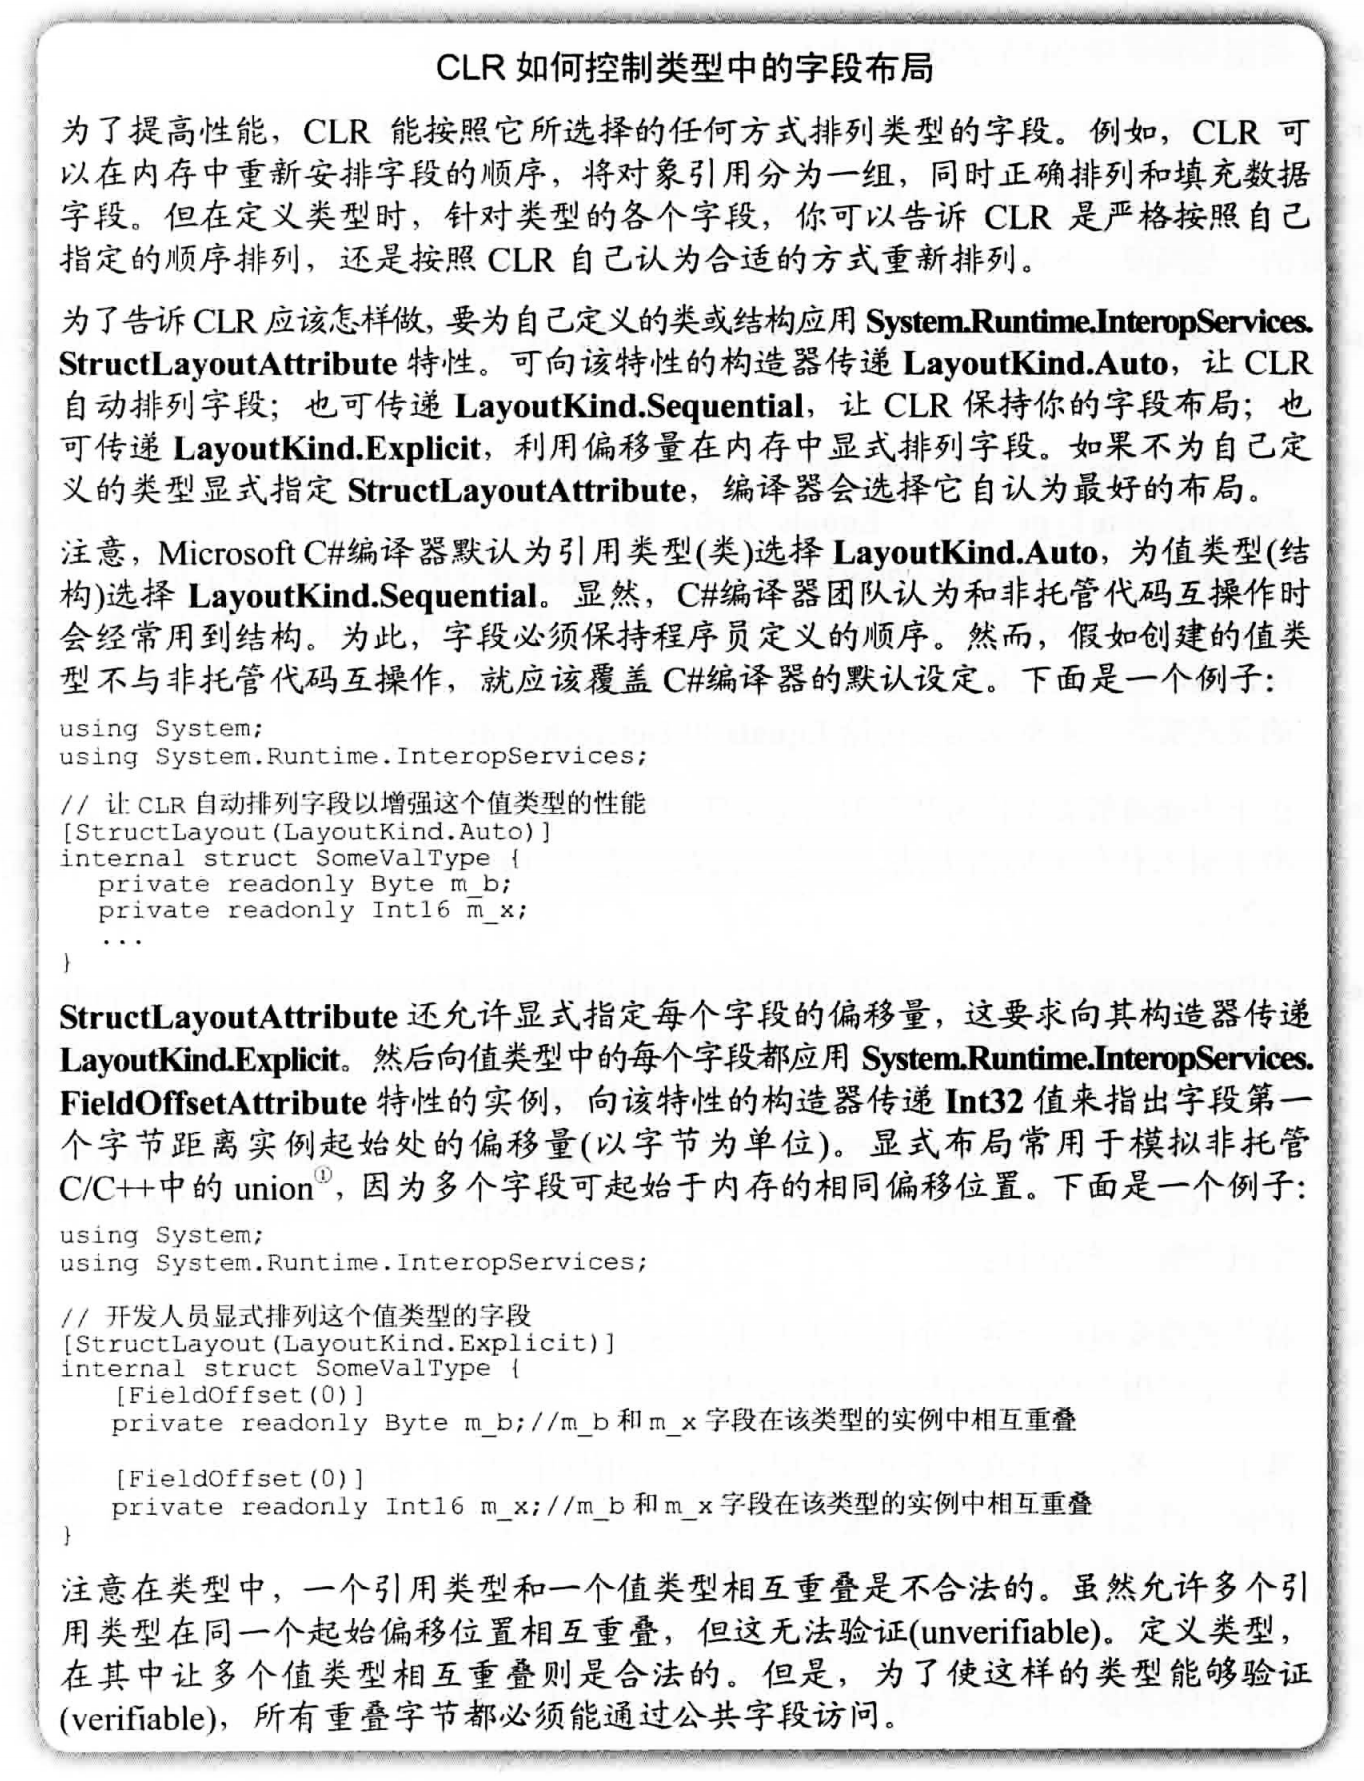 CLR 如何控制类型中的字段布局
为了提高性能，CLR 能按照它所选择的任何方式排列类型的字段。例如，CLR 可
以在内存中重新安排字段的顺序，将对象引用分为一组，同时正确排列和填充数据
字段。但在定义类型时，针对类型的各个字段，你可以告诉 CLR 是严格按照自己
指定的顺序排列，还是按照 CLR 自己认为合适的方式重新排列。
为了告诉 CLR 应该怎样做，要为自己定义的类或结构应用 System.Runtime.InteropServices.
StructLayoutAttribute 特性。可向该特性的构造器传递 LayoutKind.Auto，让 CLR
自动排列字段；也可传递 LayoutKind.Sequential，让 CLR 保持你的字段布局；也
可传递 LayoutKind.Explicit，利用偏移量在内存中显式排列字段。如果不为自己定
义的类型显式指定 StructLayoutAttribute，编译器会选择它自认为最好的布局。
注意，Microsoft C#编译器默认为引用类型(类)选择 LayoutKind.Auto，为值类型(结
构)选择 LayoutKind.Sequential。显然，C#编译器团队认为和非托管代码互操作时
会经常用到结构。为此，字段必须保持程序员定义的顺序。然而，假如创建的值类
型不与非托管代码互操作，就应该覆盖 C#编译器的默认设定。下面是一个例子：
using System;
using System.Runtime.InteropServices;
// 让 CLR 自动排列字段以增强这个值类型的性能
[StructLayout(LayoutKind.Auto)]
internal struct SomeValType {
private readonly Byte m_b;
private readonly Int16 m_x;
...
}
StructLayoutAttribute 还允许显式指定每个字段的偏移量，这要求向其构造器传递
LayoutKind.Explicit。然后向值类型中的每个字段都应用 System.Runtime.InteropServices.
FieldOffsetAttribute 特性的实例，向该特性的构造器传递 Int32 值来指出字段第一
个字节距离实例起始处的偏移量(以字节为单位)。显式布局常用于模拟非托管
C/C++中的 union①，因为多个字段可起始于内存的相同偏移位置。下面是一个例子：
using System;
using System.Runtime.InteropServices;
// 开发人员显式排列这个值类型的字段
[StructLayout(LayoutKind.Explicit)]
internal struct SomeValType {
[FieldOffset(0)]
private readonly Byte m_b;//m_b 和 m_x 字段在该类型的实例中相互重叠
[FieldOffset(0)]
private readonly Int16 m_x;//m_b 和 m_x 字段在该类型的实例中相互重叠
}
注意在类型中，一个引用类型和一个值类型相互重叠是不合法的。虽然允许多个引
用类型在同一个起始偏移位置相互重叠，但这无法验证(unverifiable)。定义类型，
在其中让多个值类型相互重叠则是合法的。但是，为了使这样的类型能够验证
(verifiable)，所有重叠字节都必须能通过公共字段访问。